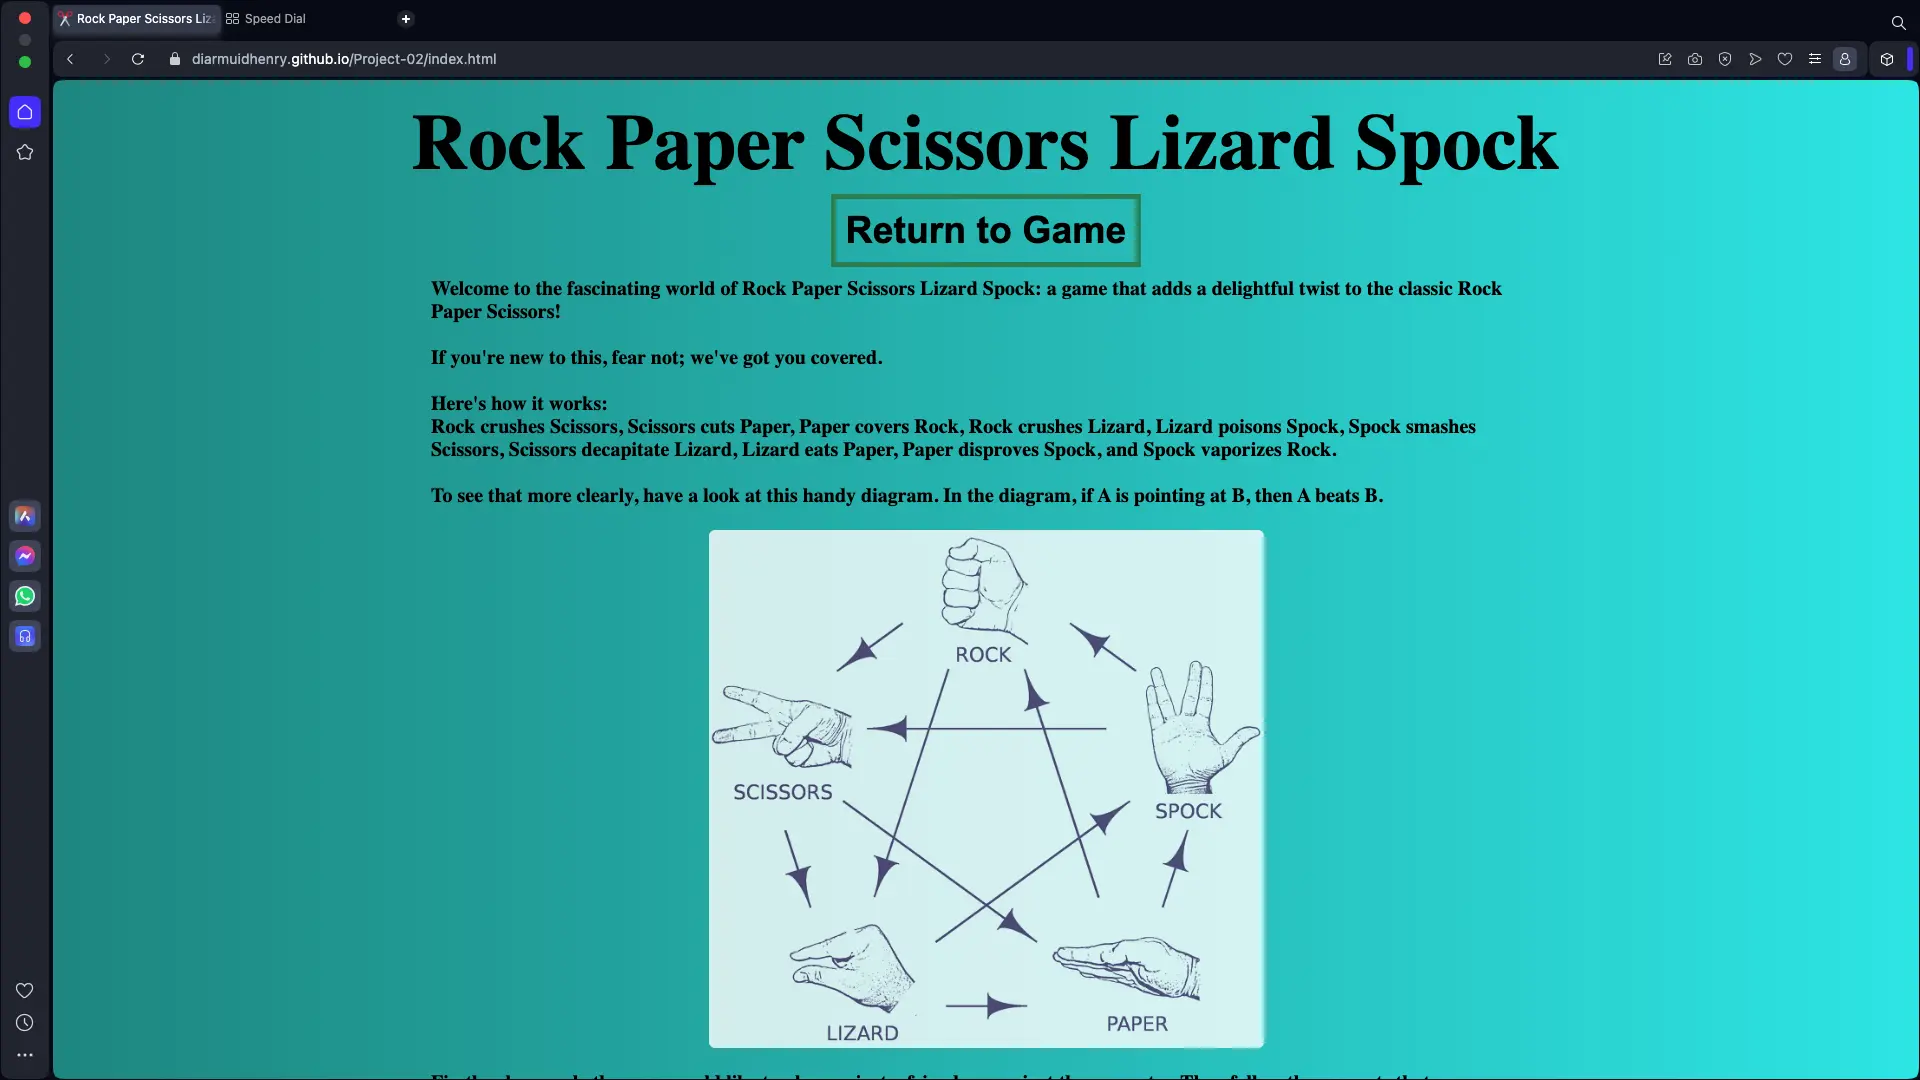 Rock Paper Scissors Liz
Speed Dial
diarmuidhenry.github.io/Project-02/index.html
Rock Paper Scissors Lizard Spock
Return to Game
Welcome to the fascinating world of Rock Paper Scissors Lizard Spock: a game that adds a delightful twist to the classic Rock
Paper Scissors!
If you're new to this, fear not; we've got you covered.
Here's how it works:
Rock crushes Scissors, Scissors cuts Paper, Paper covers Rock, Rock crushes Lizard, Lizard poisons Spock, Spock smashes
Scissors, Scissors decapitate Lizard, Lizard eats Paper, Paper disproves Spock, and Spock vaporizes Rock.
To see that more clearly, have a look at this handy diagram. In the diagram, if A is pointing at B, then A beats B.
ROCK
SCISSORS
SPOCK
LIZARD
PAPER